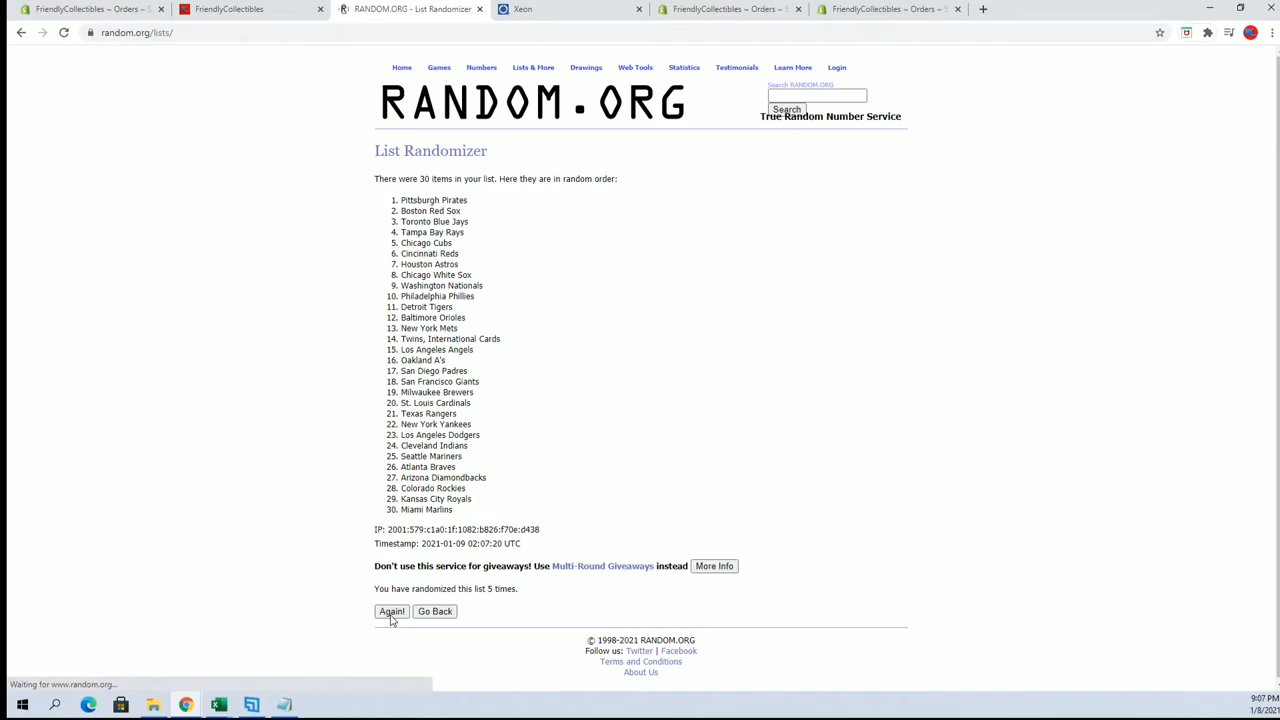 FriendlyCollectibles ~ Orders ~ S
FriendlyCollectibles
RANDOM.ORG - List Randomizer
Xeon
FriendlyCollectibles ~ Orders ~ S
FriendlyCollectibles ~ Orders ~ S
random.org/lists/
Home Games Numbers Lists & More Drawings Web Tools Statistics Testimonials Learn More Login
RANDOM.ORG
Search RANDOM.ORG
Search
True Random Number Service
List Randomizer
There were 30 items in your list. Here they are in random order:
1. Pittsburgh Pirates
2. Boston Red Sox
3. Toronto Blue Jays
4. Tampa Bay Rays
5. Chicago Cubs
6. Cincinnati Reds
7. Houston Astros
8. Chicago White Sox
9. Washington Nationals
10. Philadelphia Phillies
11. Detroit Tigers
12. Baltimore Orioles
13. New York Mets
14. Twins, International Cards
15. Los Angeles Angels
16. Oakland A's
17. San Diego Padres
18. San Francisco Giants
19. Milwaukee Brewers
20. St. Louis Cardinals
21. Texas Rangers
22. New York Yankees
23. Los Angeles Dodgers
24. Cleveland Indians
25. Seattle Mariners
26. Atlanta Braves
27. Arizona Diamondbacks
28. Colorado Rockies
29. Kansas City Royals
30. Miami Marlins
IP: 2001:579:c1a0:1f:1082:b826:f70e:d438
Timestamp: 2021-01-09 02:07:20 UTC
Don't use this service for giveaways! Use Multi-Round Giveaways instead More Info
You have randomized this list 5 times.
Again! Go Back
© 1998-2021 RANDOM.ORG
Follow us: Twitter | Facebook
Terms and Conditions
About Us
Waiting for www.random.org...
9:07 PM
1/8/2021